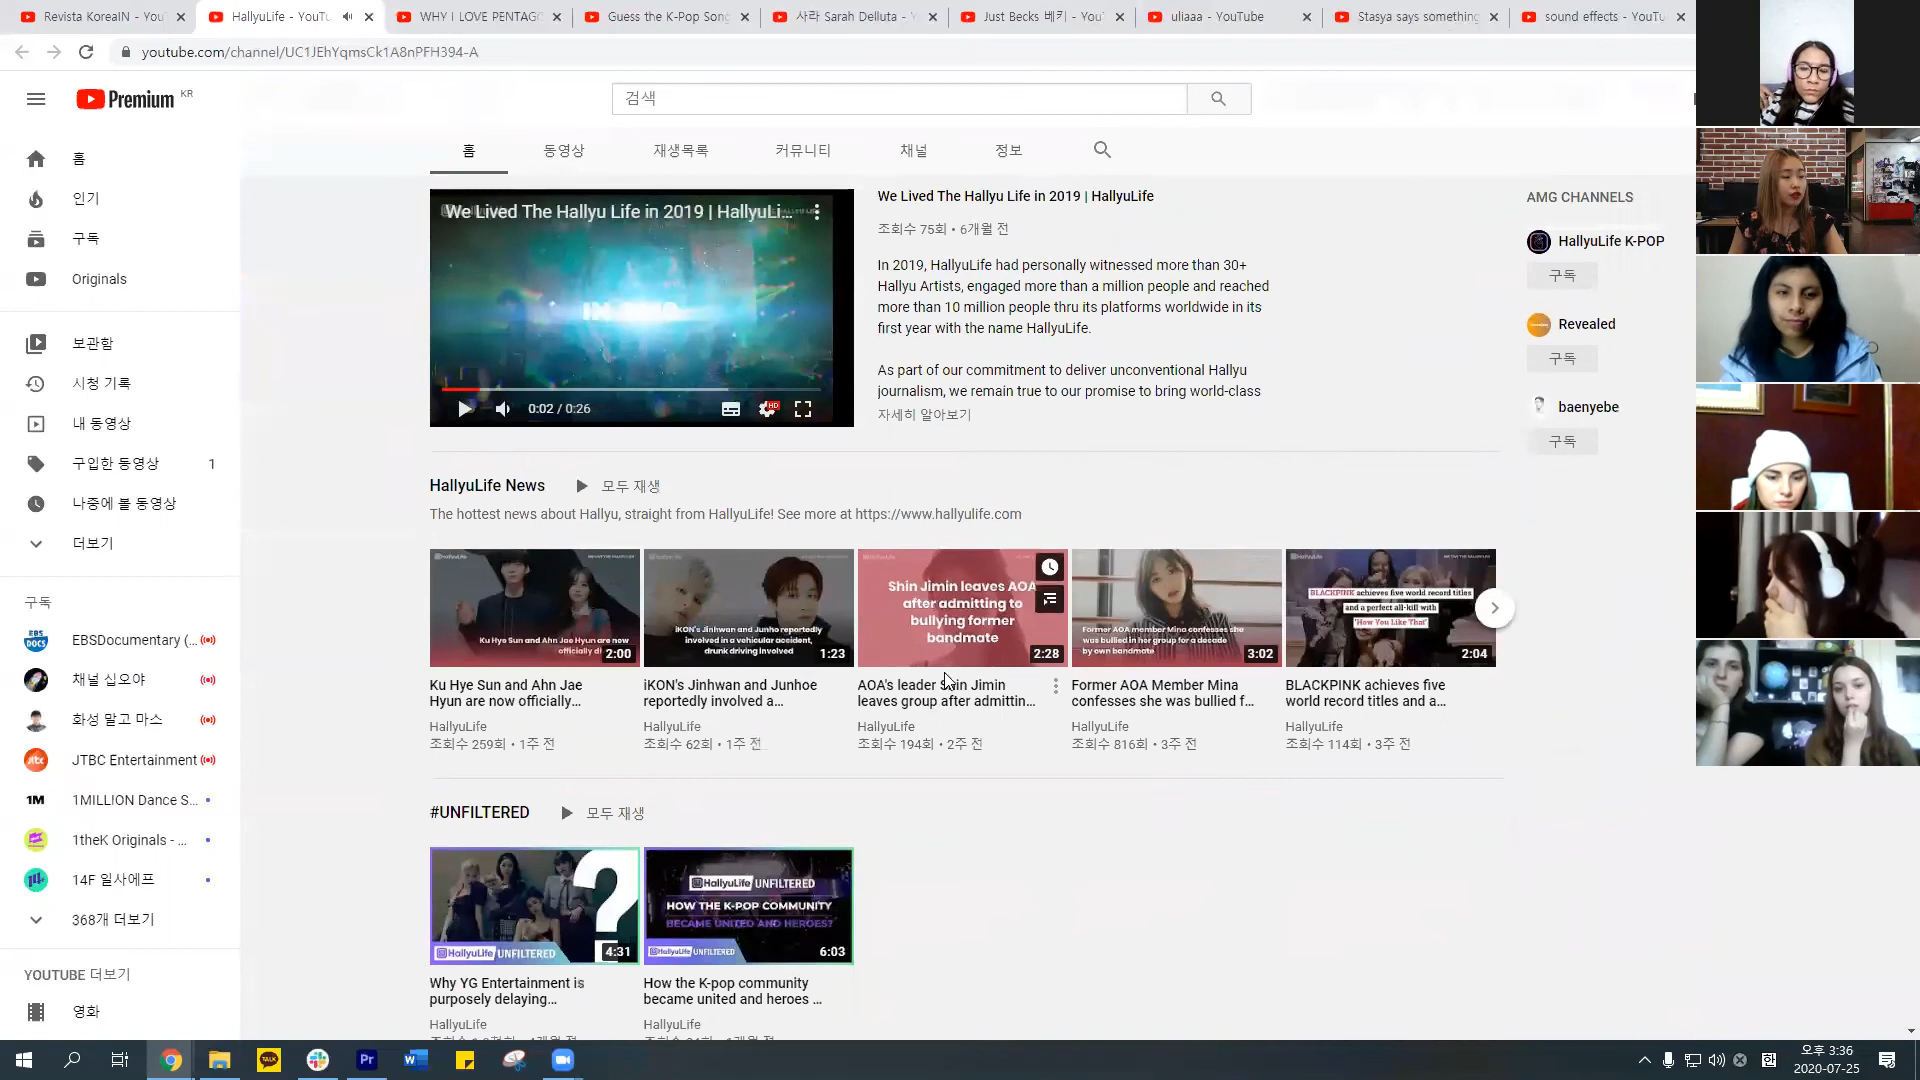 Revista KoreaIN - YouT
HallyuLife - YouTu
WHY I LOVE PENTAGO
Guess the K-Pop Song
사라 Sarah Delluta - Y
Just Becks 베키 - You
uliaaa - YouTube
Stasya says something
sound effects - YouTu
youtube.com/channel/UC1JEhYqmsCk1A8nPFH394-A
Premium KR
검색
홈
동영상
재생목록
커뮤니티
채널
정보
홈
인기
구독
Originals
보관함
시청 기록
내 동영상
구입한 동영상 1
나중에 볼 동영상
더보기
구독
EBSDocumentary (...
채널 십오야
화성 말고 마스
JTBC Entertainment
1MILL!ON Dance S...
1theK Originals - ...
14F 일사에프
368개 더보기
YOUTUBE 더보기
영화
We Lived The Hallyu Life in 2019 | HallyuLi...
0:02 / 0:26
We Lived The Hallyu Life in 2019 | HallyuLife
조회수 75회 • 6개월 전
In 2019, HallyuLife had personally witnessed more than 30+
Hallyu Artists, engaged more than a million people and reached
more than 10 million people thru its platforms worldwide in its
first year with the name HallyuLife.
As part of our commitment to deliver unconventional Hallyu
journalism, we remain true to our promise to bring world-class
자세히 알아보기
AMG CHANNELS
HallyuLife K-POP
구독
Revealed
구독
baenyebe
구독
HallyuLife News
모두 재생
The hottest news about Hallyu, straight from HallyuLife! See more at https://www.hallyulife.com
Ku Hye Sun and Ahn Jae Hyun are now
2:00
Ku Hye Sun and Ahn Jae
Hyun are now officially...
HallyuLife
조회수 259회 • 1주 전
iKON's Jinhwan and Junho reportedly
involved in a vehicular accident,
drunk driving involved
1:23
iKON's Jinhwan and Junhoe
reportedly involved a...
HallyuLife
조회수 62회 • 1주 전
Shin Jimin leaves AOA
after admitting to
bullying former
bandmate
2:28
AOA's leader Shin Jimin
leaves group after admittin...
HallyuLife
조회수 194회 • 2주 전
Former AOA member Mina confesses she
was bullied in her group for a decade
by own bandmate
3:02
Former AOA Member Mina
confesses she was bullied f...
HallyuLife
조회수 816회 • 3주 전
BLACKPINK achieves five world record titles
and a perfect all-kill with
'How You Like That'
2:04
BLACKPINK achieves five
world record titles and a...
HallyuLife
조회수 114회 • 3주 전
#UNFILTERED
모두 재생
?
HallyuLife UNFILTERED
4:31
Why YG Entertainment is
purposely delaying...
HallyuLife
HallyuLife UNFILTERED
HOW THE K-POP COMMUNITY
BECAME UNITED AND HEROES?
HallyuLife UNFILTERED
6:03
How the K-pop community
became united and heroes ...
HallyuLife
TALK
Pr
한
오후 3:36
2020-07-25